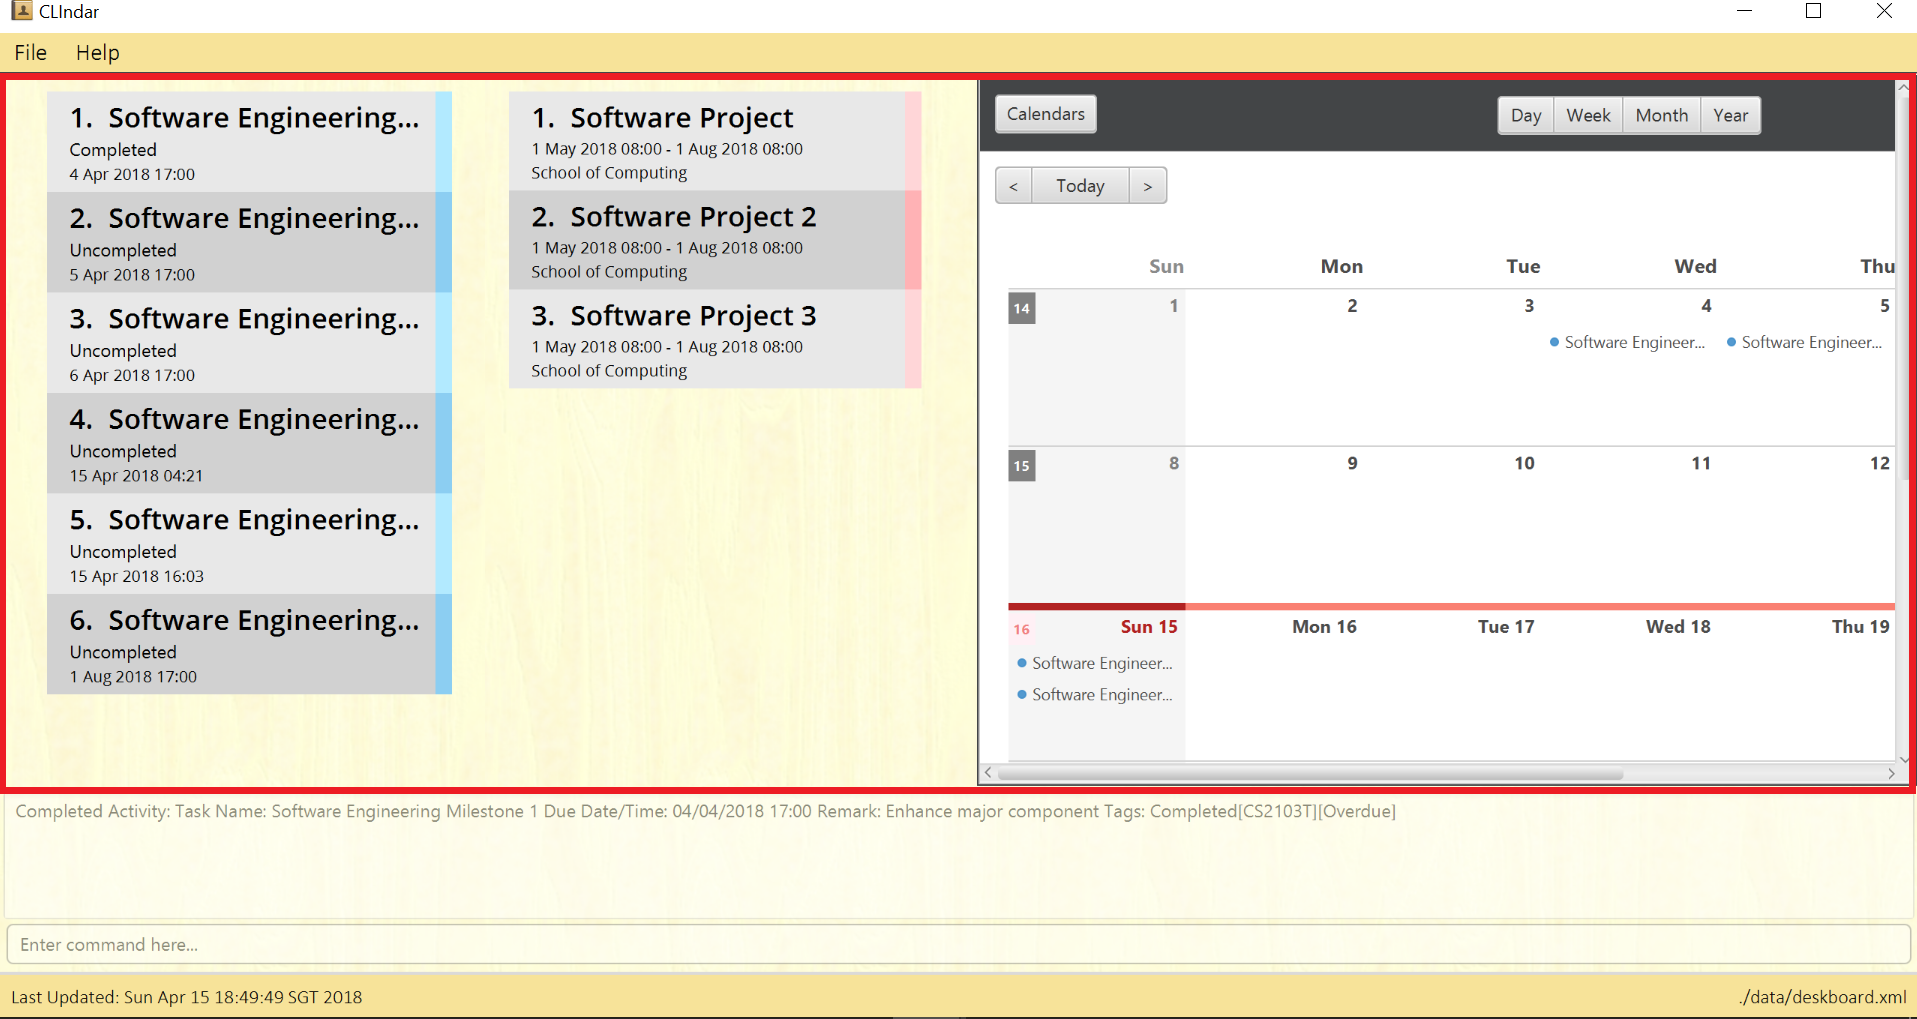 CLIndar
File Help
1. Software Engineering...
Completed
4 Apr 2018 17:00
2. Software Engineering...
Uncompleted
5 Apr 2018 17:00
3. Software Engineering...
Uncompleted
6 Apr 2018 17:00
4. Software Engineering...
Uncompleted
15 Apr 2018 04:21
5. Software Engineering...
Uncompleted
15 Apr 2018 16:03
6. Software Engineering...
Uncompleted
1 Aug 2018 17:00
1. Software Project
1 May 2018 08:00 - 1 Aug 2018 08:00
School of Computing
2. Software Project 2
1 May 2018 08:00 - 1 Aug 2018 08:00
School of Computing
3. Software Project 3
1 May 2018 08:00 - 1 Aug 2018 08:00
School of Computing
Calendars Day Week Month Year
< Today >
Sun Mon Tue Wed Thu
14 1 2 3 4 5
Software Engineer... Software Engineer...
15 8 9 10 11 12
16 Sun 15 Mon 16 Tue 17 Wed 18 Thu 19
Software Engineer...
Software Engineer...
Completed Activity: Task Name: Software Engineering Milestone 1 Due Date/Time: 04/04/2018 17:00 Remark: Enhance major component Tags: Completed[CS2103T][Overdue]
Enter command here...
Last Updated: Sun Apr 15 18:49:49 SGT 2018 ./data/deskboard.xml